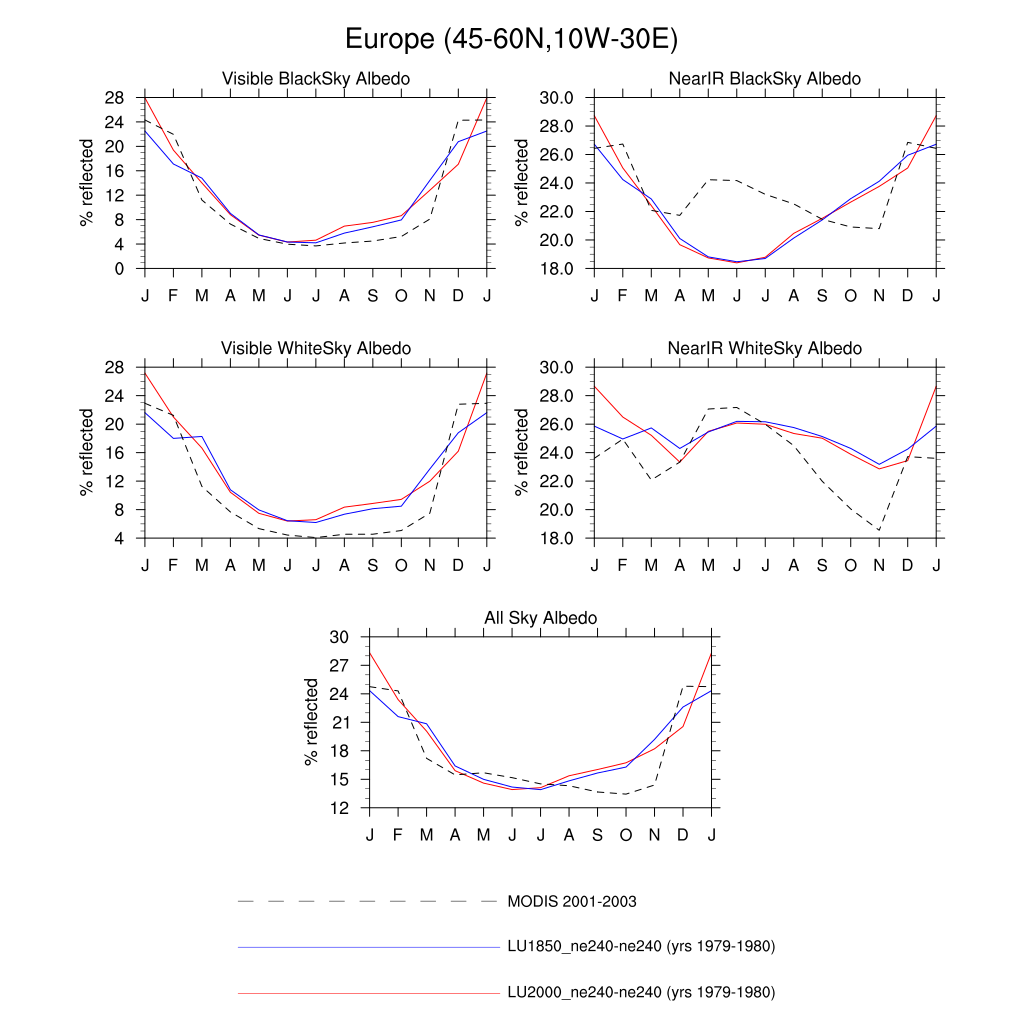 Europe (45-60N,10W-30E)
Visible BlackSky Albedo
% reflected
28
24
20
16
12
8
4
0
J F M A M J J A S O N D J
NearIR BlackSky Albedo
% reflected
30.0
28.0
26.0
24.0
22.0
20.0
18.0
J F M A M J J A S O N D J
Visible WhiteSky Albedo
% reflected
28
24
20
16
12
8
4
J F M A M J J A S O N D J
NearIR WhiteSky Albedo
% reflected
30.0
28.0
26.0
24.0
22.0
20.0
18.0
J F M A M J J A S O N D J
All Sky Albedo
% reflected
30
27
24
21
18
15
12
J F M A M J J A S O N D J
MODIS 2001-2003
LU1850_ne240-ne240 (yrs 1979-1980)
LU2000_ne240-ne240 (yrs 1979-1980)